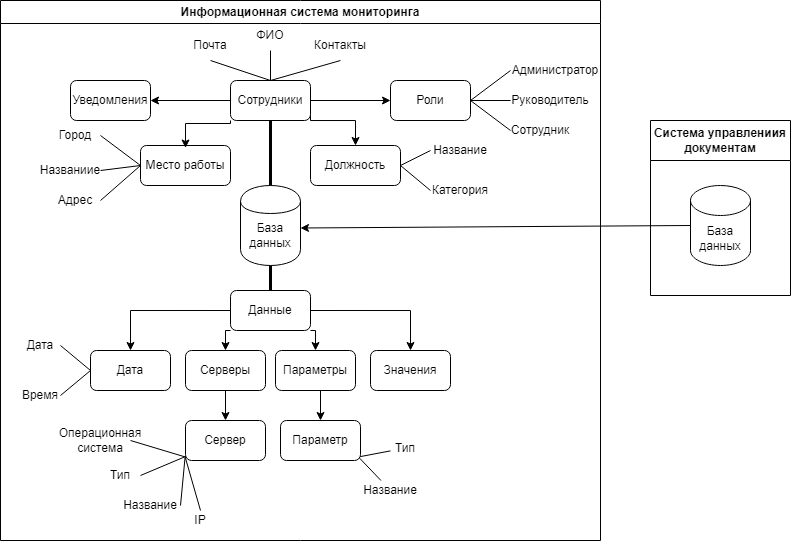 Информационная система мониторинга
ФИО
Почта
Контакты
Уведомления
Сотрудники
Роли
Администратор
Руководитель
Сотрудник
Город
Названиие
Адрес
Место работы
Должность
Название
Категория
База
данных
Система управлениия
документам
База
данных
Данные
Дата
Время
Дата
Серверы
Параметры
Значения
Операционная
система
Тип
Название
IP
Сервер
Параметр
Тип
Название